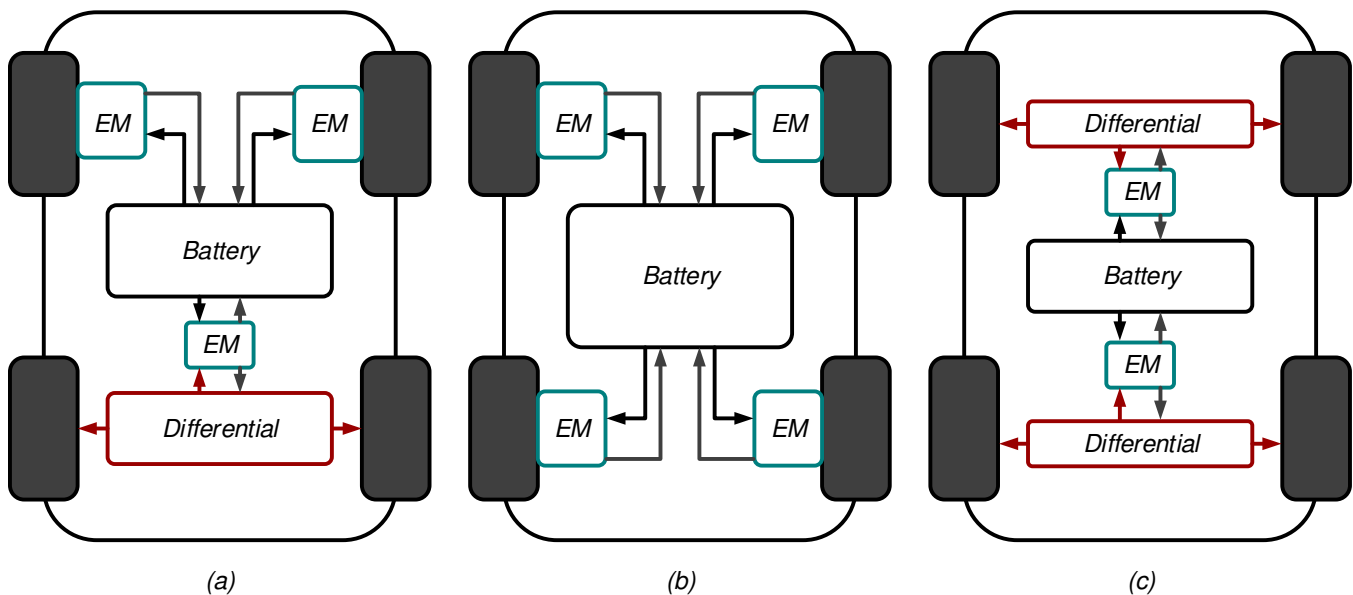 EM
EM
Battery
EM
Differential
(a)
EM
EM
Battery
EM
EM
(b)
Differential
EM
Battery
EM
Differential
(c)